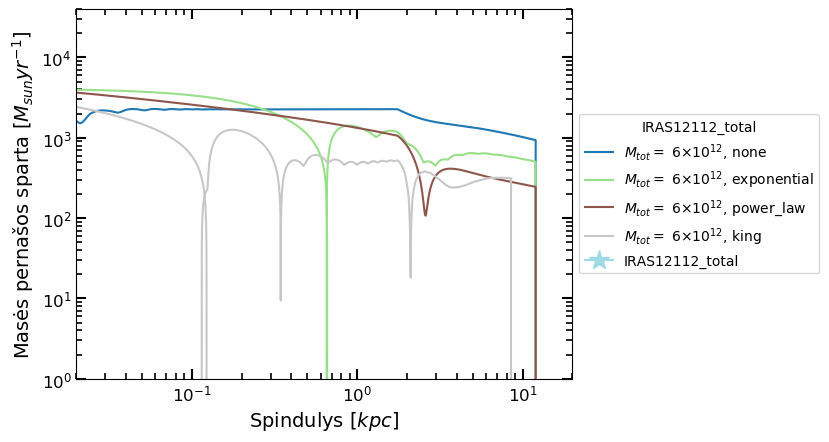 Masės pernašos sparta [M_{sun}yr^{-1}]
10^4
10^3
10^2
10^1
10^0
10^{-1}
10^0
10^1
Spindulys [kpc]
IRAS12112_total
M_{tot} = 6×10^{12}, none
M_{tot} = 6×10^{12}, exponential
M_{tot} = 6×10^{12}, power_law
M_{tot} = 6×10^{12}, king
IRAS12112_total